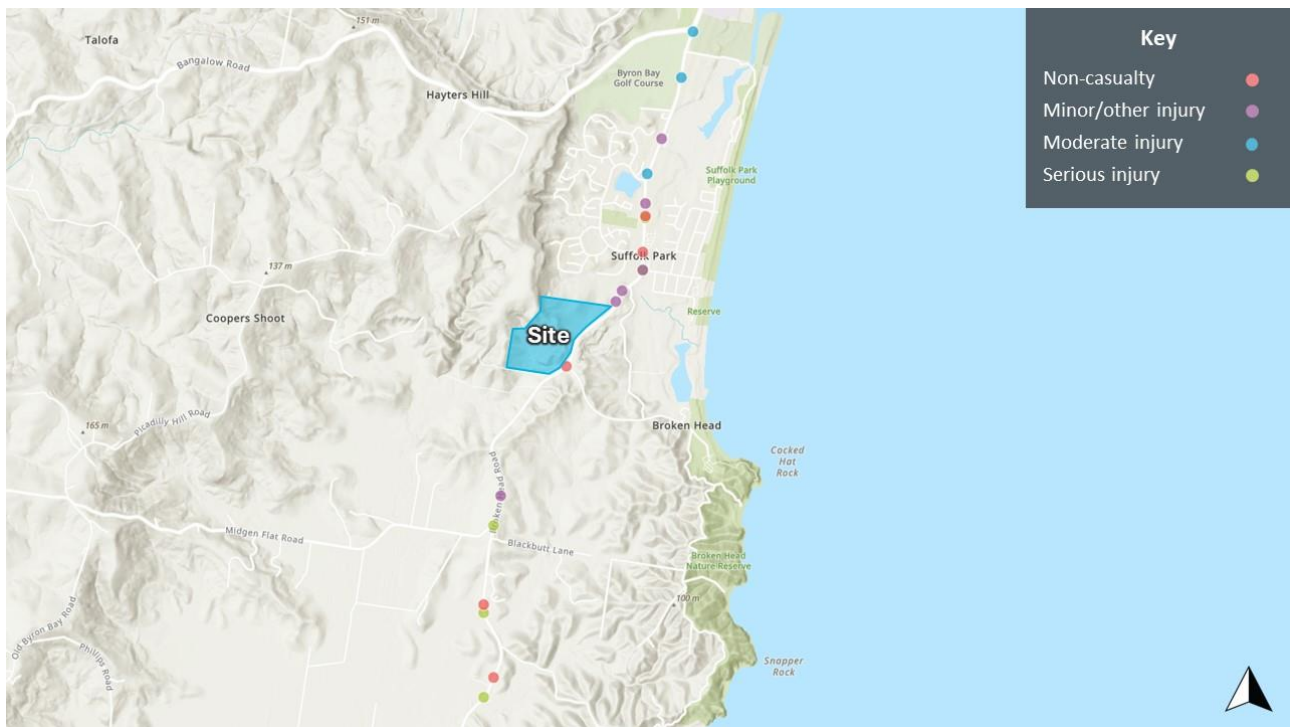 151 m
Talofa
Bangalow Road
Byron Bay
Golf Course
Hayters Hill
Suffolk Park
Playground
Suffolk Park
137 m
Coopers Shoot
Reserve
Site
Picadilly Hill Road
165 m
Broken Head
Cocked
Hat
Rock
Broken Head Road
Midgen Flat Road
Blackbutt Lane
Broken Head
Nature Reserve
100 m
Old Byron Bay Road
Phillips Road
Snapper
Rock
Key
Non-casualty
Minor/other injury
Moderate injury
Serious injury